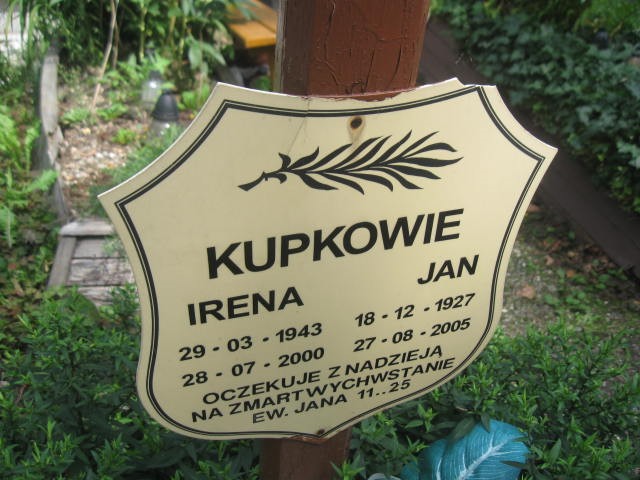 KUPKOWIE
IRENA JAN
29 - 03 - 1943 18 - 12 - 1927
28 - 07 - 2000 27 - 08 - 2005
OCZEKUJE Z NADZIEJĄ
NA ZMARTWYCHWSTANIE
EW. JANA 11..25